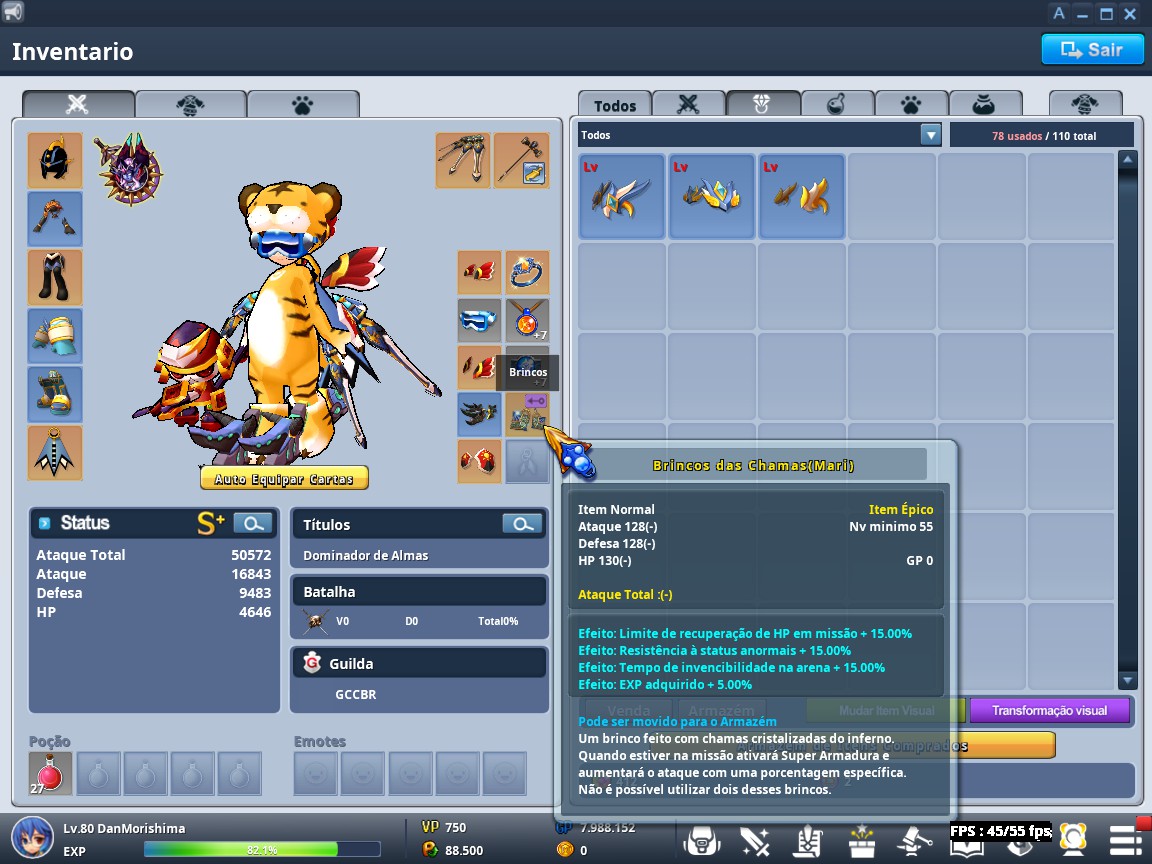 A
Inventario
Sair
Todos
Todos
78 usados / 110 total
Lv
Lv
Lv
+7
Brincos
+7
Auto Equipar Cartas
Brincos das Chamas(Mari)
Item Normal
Item Épico
Ataque 128(-)
Nv minimo 55
Defesa 128(-)
HP 130(-)
GP 0
Ataque Total :(-)
Efeito: Limite de recuperação de HP em missão + 15.00%
Efeito: Resistência à status anormais + 15.00%
Efeito: Tempo de invencibilidade na arena + 15.00%
Efeito: EXP adquirido + 5.00%
Pode ser movido para o Armazém
Um brinco feito com chamas cristalizadas do inferno.
Quando estiver na missão ativará Super Armadura e
aumentará o ataque com uma porcentagem específica.
Não é possível utilizar dois desses brincos.
Venda
Armazém
Mudar Item Visual
Transformação visual
Armazém de Itens Comprados
Status
S+
Ataque Total 50572
Ataque 16843
Defesa 9483
HP 4646
Títulos
Dominador de Almas
Batalha
V0 D0 Total0%
G Guilda
GCCBR
Poção
27
Emotes
Lv.80 DanMorishima
EXP
82.1%
VP 750
88.500
GP 7.988.152
0
FPS : 45/55 fps